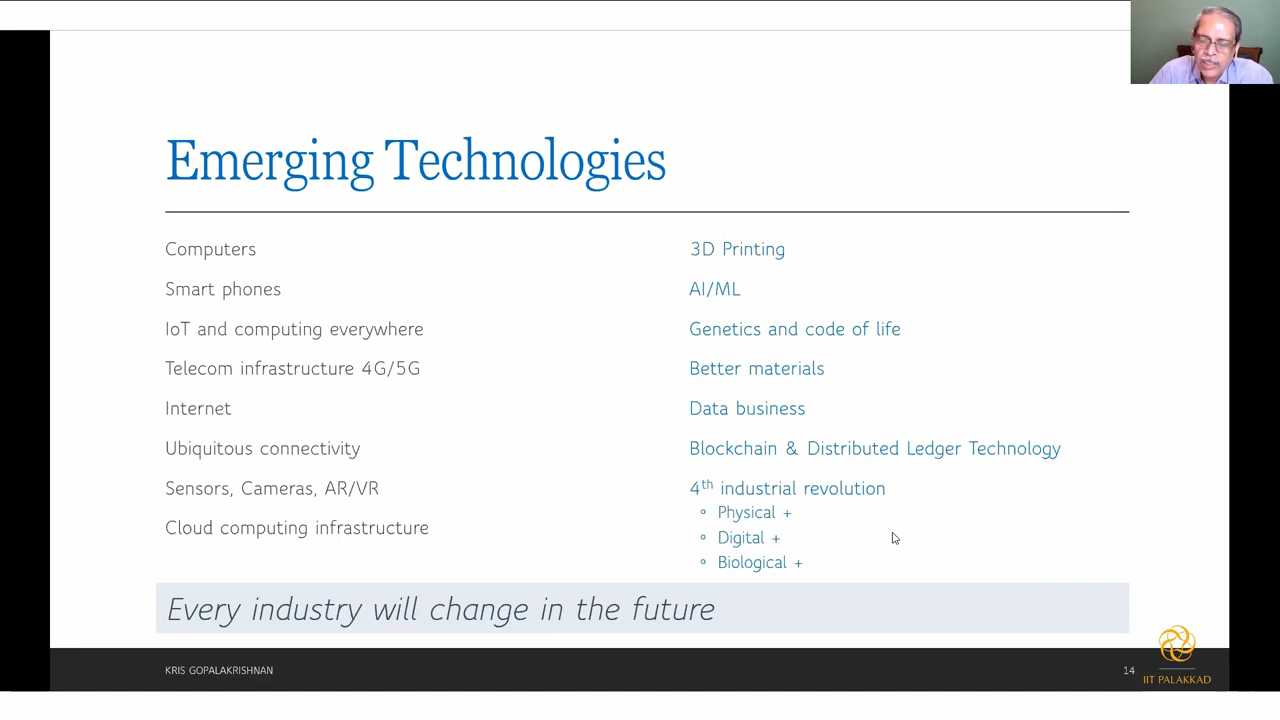 Emerging Technologies
Computers
Smart phones
IoT and computing everywhere
Telecom infrastructure 4G/5G
Internet
Ubiquitous connectivity
Sensors, Cameras, AR/VR
Cloud computing infrastructure
3D Printing
AI/ML
Genetics and code of life
Better materials
Data business
Blockchain & Distributed Ledger Technology
4th industrial revolution
Physical +
Digital +
Biological +
Every industry will change in the future
KRIS GOPALAKRISHNAN
14
IIT PALAKKAD